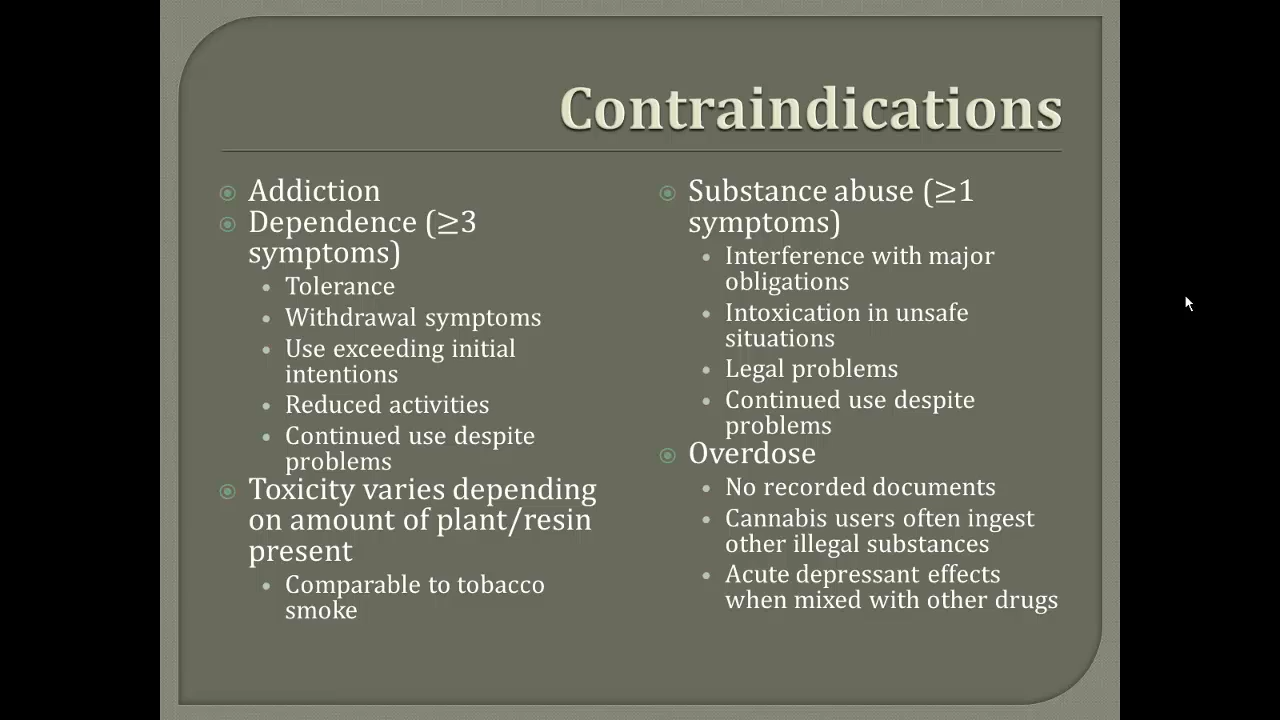 Contraindications
Addiction
Dependence (≥3
symptoms)
Tolerance
Withdrawal symptoms
Use exceeding initial
intentions
Reduced activities
Continued use despite
problems
Toxicity varies depending
on amount of plant/resin
present
Comparable to tobacco
smoke
Substance abuse (≥1
symptoms)
Interference with major
obligations
Intoxication in unsafe
situations
Legal problems
Continued use despite
problems
Overdose
No recorded documents
Cannabis users often ingest
other illegal substances
Acute depressant effects
when mixed with other drugs